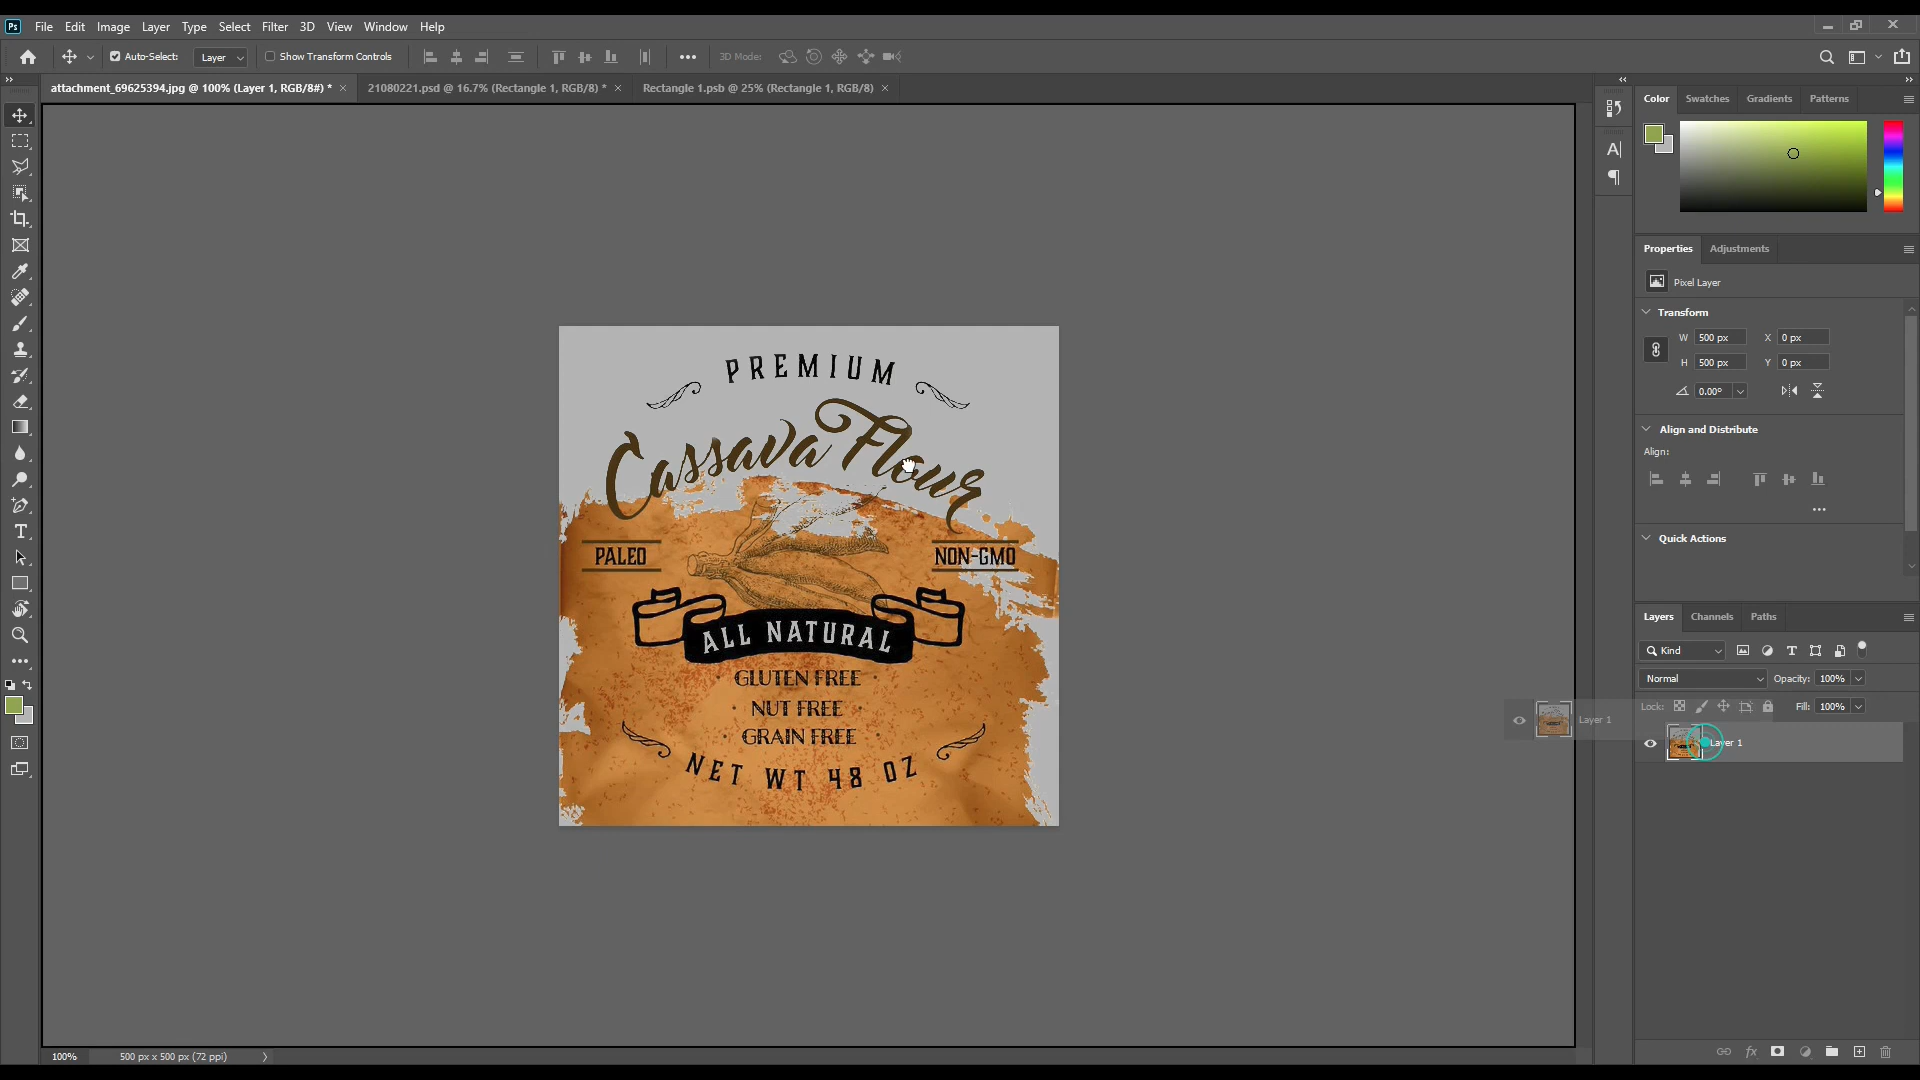 Ps File Edit Image Layer Type Select Filter 3D View Window Help
Auto-Select: Layer Show Transform Controls 3D Mode:
attachment_69625394.jpg @ 100% (Layer 1, RGB/8#) * × 21080221.psd @ 16.7% (Rectangle 1, RGB/8) * × Rectangle 1.psb @ 25% (Rectangle 1, RGB/8) ×
PREMIUM
Cassava Flour
PALEO NON-GMO
ALL NATURAL
· GLUTEN FREE ·
· NUT FREE ·
· GRAIN FREE ·
NET WT 48 OZ
Color Swatches Gradients Patterns
Properties Adjustments
Pixel Layer
Transform
W 500 px X 0 px
H 500 px Y 0 px
0.00°
Align and Distribute
Align:
Quick Actions
Layers Channels Paths
Kind
Normal Opacity: 100%
Lock: Fill: 100%
Layer 1
Layer 1
100% 500 px x 500 px (72 ppi)